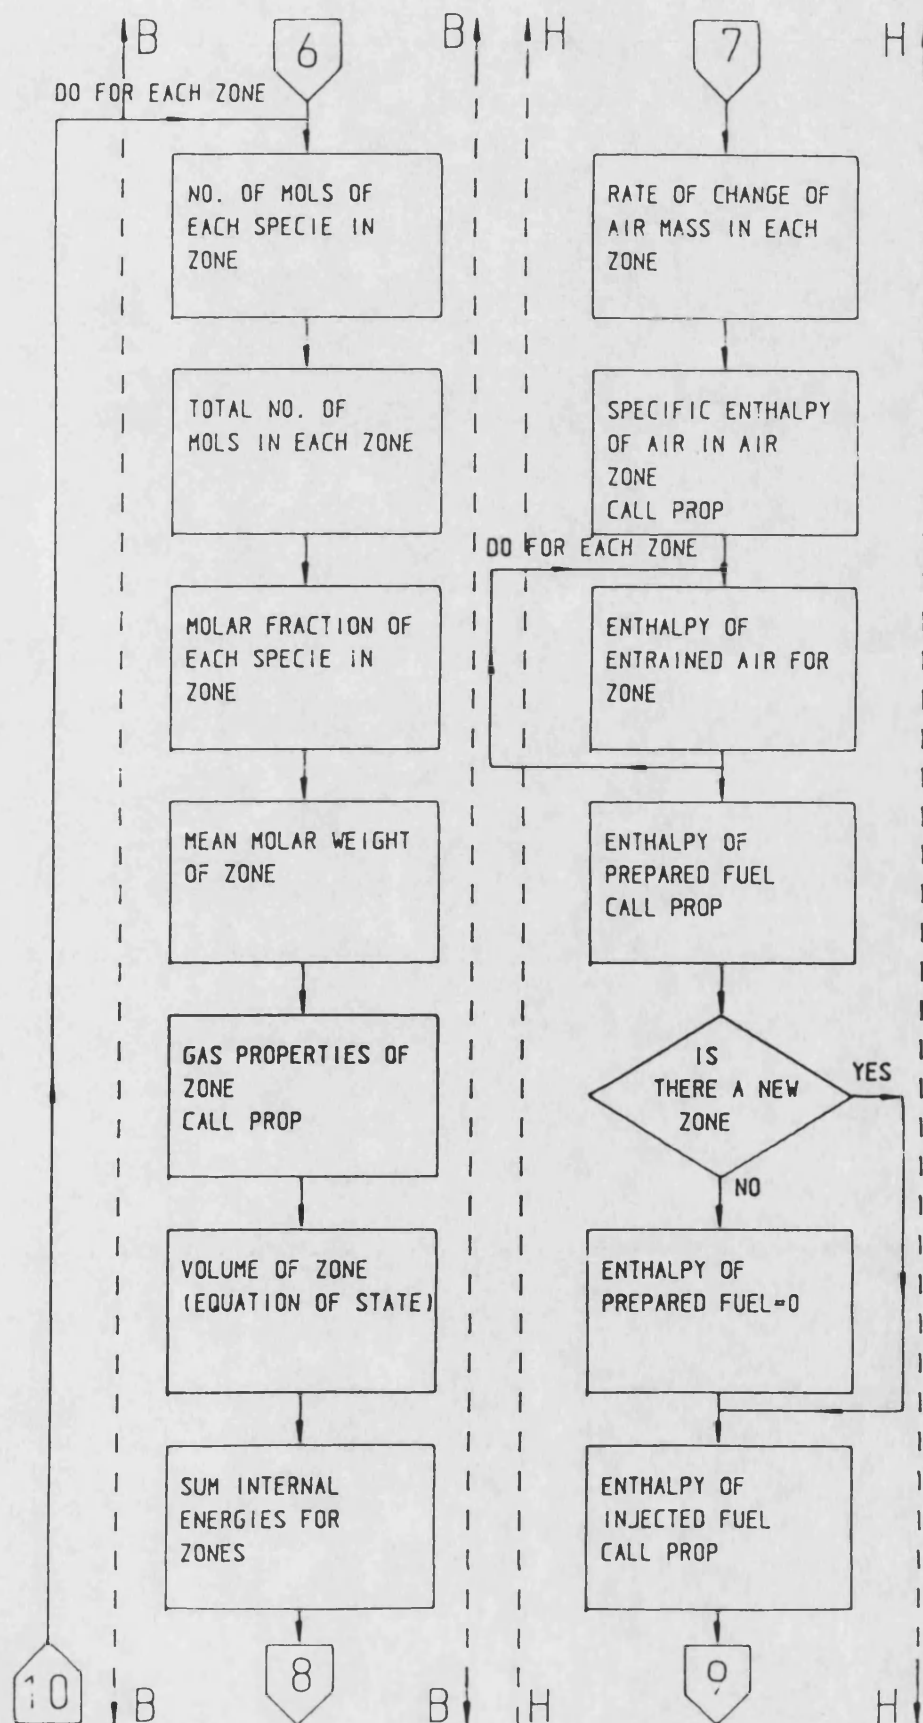 B
6
B
H
7
H
DO FOR EACH ZONE
NO. OF MOLS OF
EACH SPECIE IN
ZONE
TOTAL NO. OF
MOLS IN EACH ZONE
MOLAR FRACTION OF
EACH SPECIE IN
ZONE
MEAN MOLAR WEIGHT
OF ZONE
GAS PROPERTIES OF
ZONE
CALL PROP
VOLUME OF ZONE
(EQUATION OF STATE)
SUM INTERNAL
ENERGIES FOR
ZONES
RATE OF CHANGE OF
AIR MASS IN EACH
ZONE
SPECIFIC ENTHALPY
OF AIR IN AIR
ZONE
CALL PROP
DO FOR EACH ZONE
ENTHALPY OF
ENTRAINED AIR FOR
ZONE
ENTHALPY OF
PREPARED FUEL
CALL PROP
IS
THERE A NEW
ZONE
YES
NO
ENTHALPY OF
PREPARED FUEL=0
ENTHALPY OF
INJECTED FUEL
CALL PROP
10
B
8
B
H
9
H